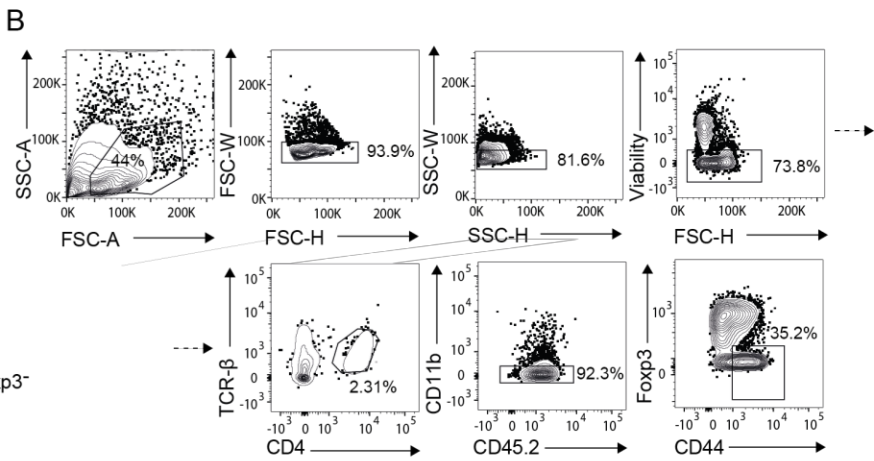 B
SSC-A
200K
100K
0K
44%
0K 100K 200K
FSC-A
FSC-W
200K
100K
0K
93.9%
0K 100K 200K
FSC-H
SSC-W
200K
100K
0K
81.6%
0K 100K 200K
SSC-H
Viability
10⁵
10⁴
10³
0
-10³
73.8%
0K 100K 200K
FSC-H
xp3⁻
TCR-β
10⁵
10⁴
10³
0
-10³
2.31%
-10³ 0 10³ 10⁴ 10⁵
CD4
CD11b
10⁵
10⁴
10³
0
-10³
92.3%
-10³ 0 10³ 10⁴ 10⁵
CD45.2
Foxp3
10³
0
35.2%
-10³ 0 10³ 10⁴ 10⁵
CD44